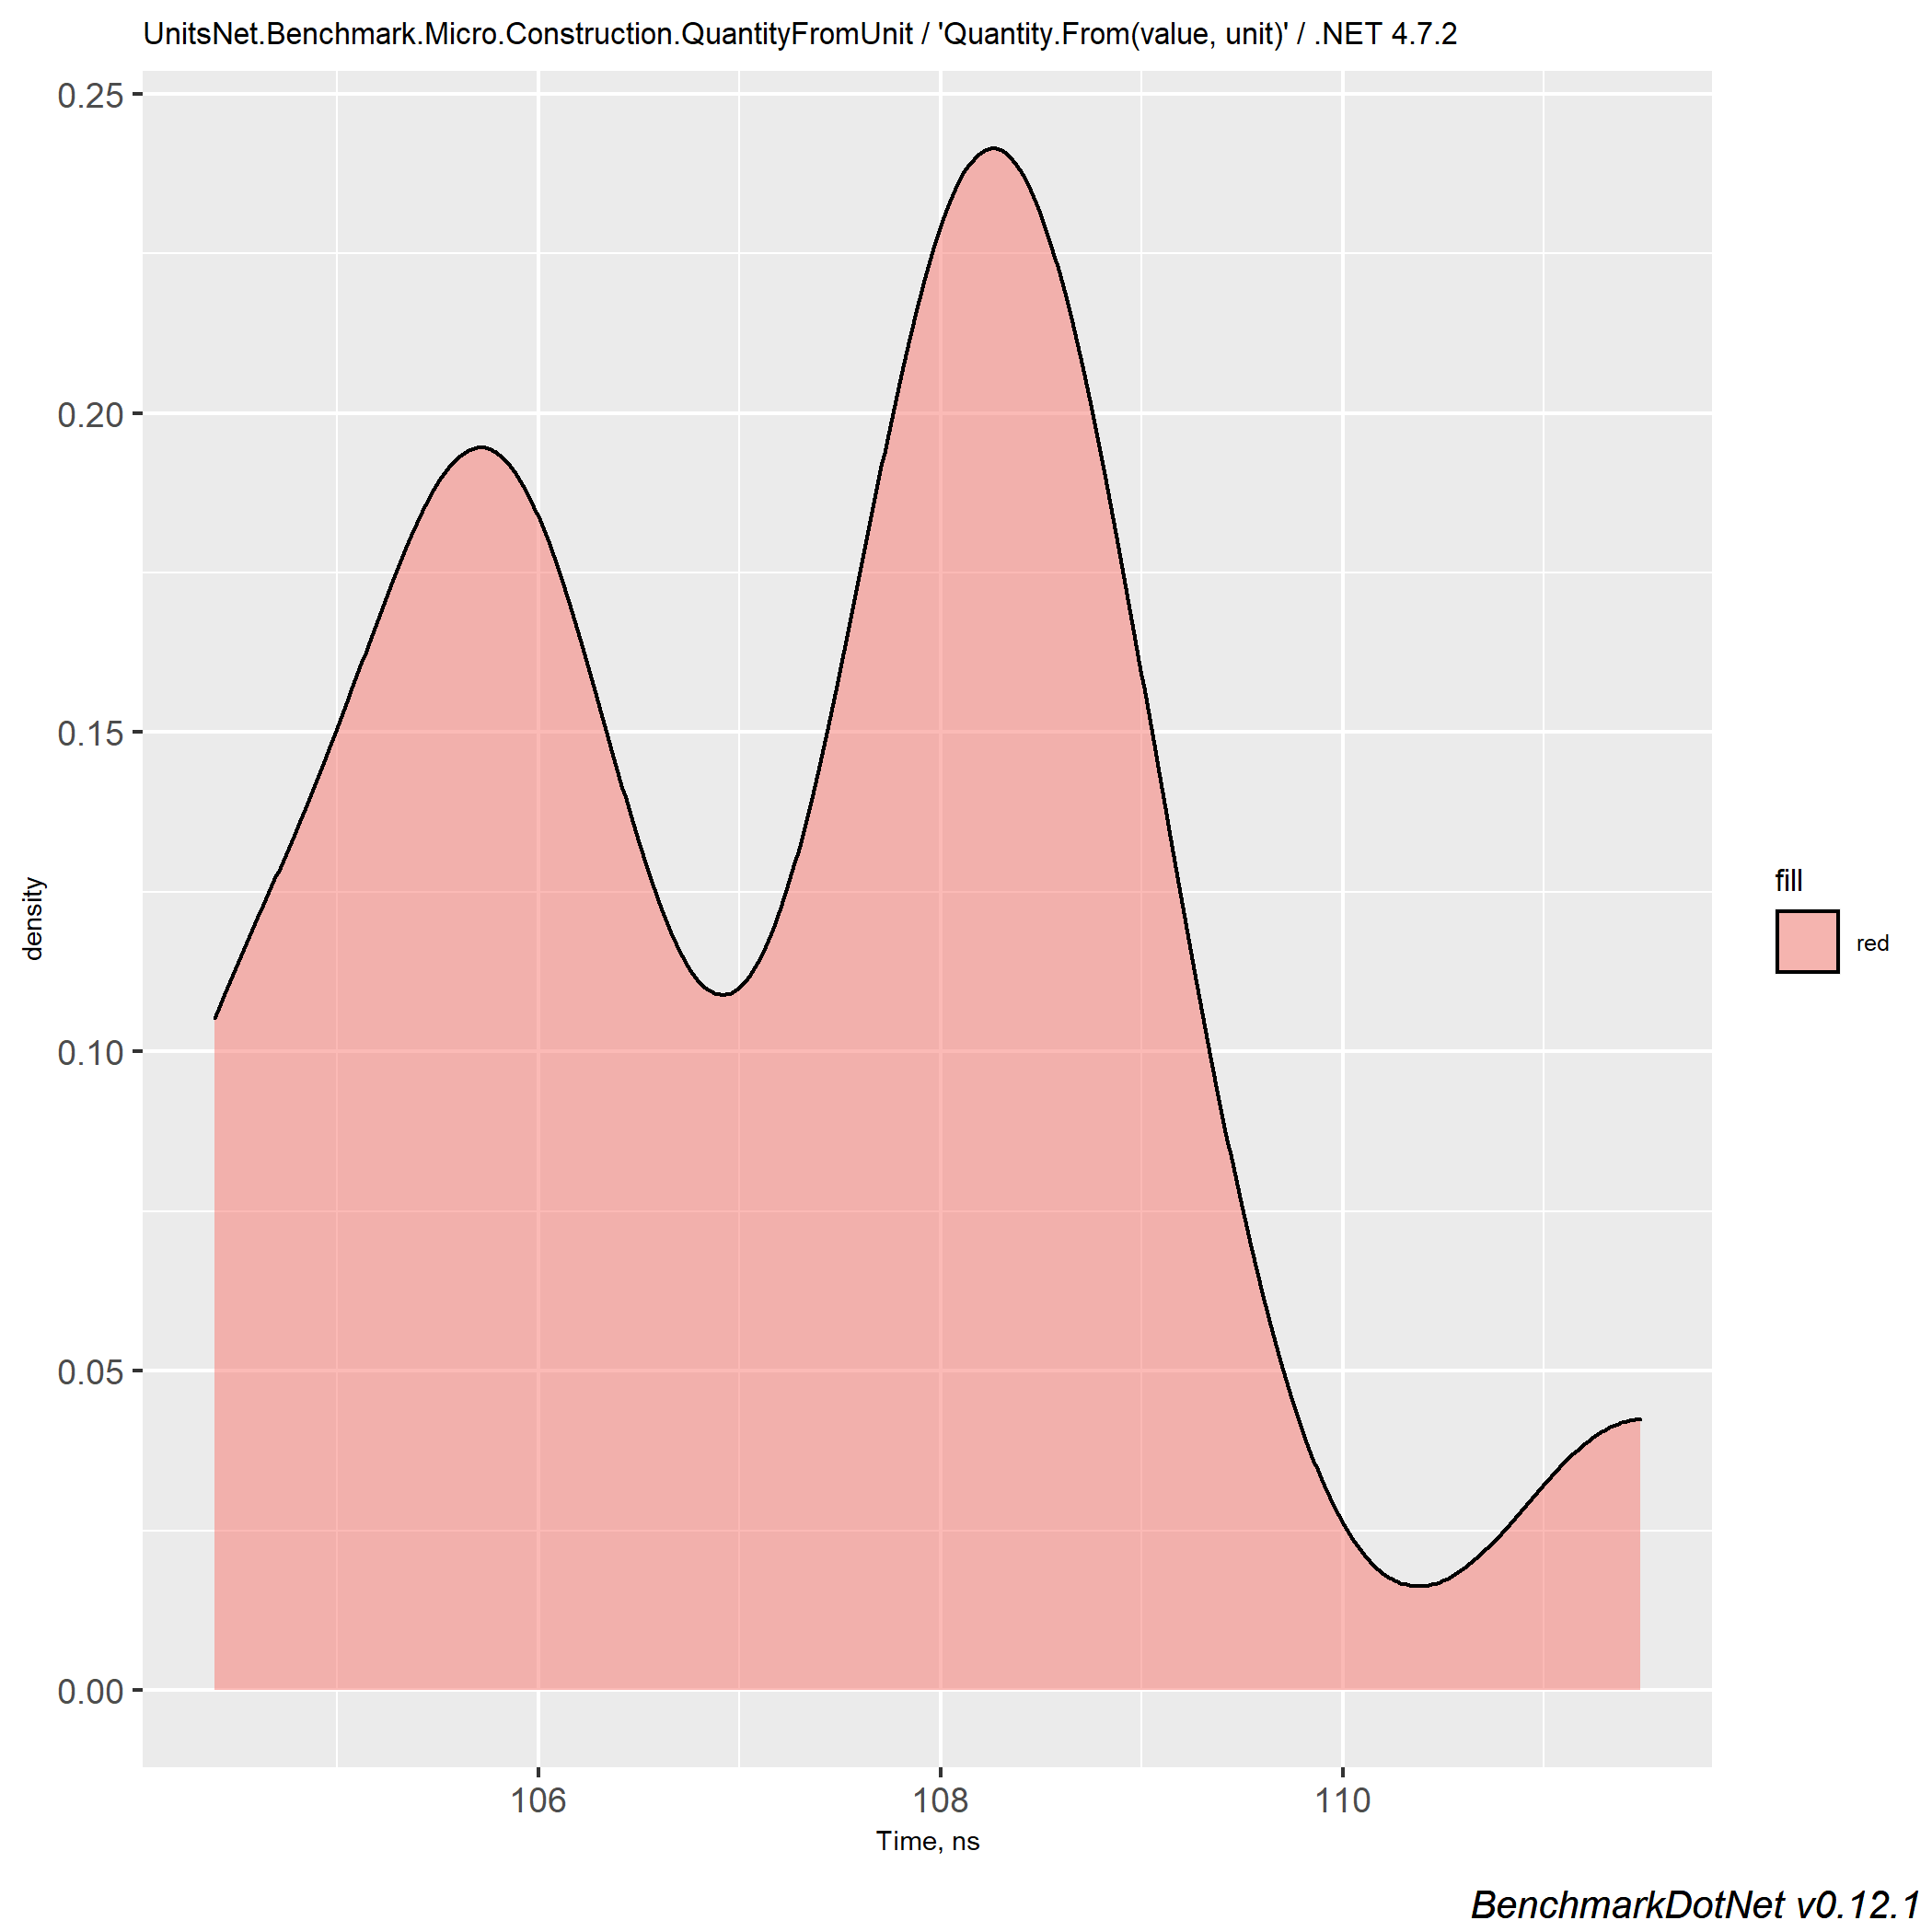 UnitsNet.Benchmark.Micro.Construction.QuantityFromUnit / 'Quantity.From(value, unit)' / .NET 4.7.2
0.25
0.20
0.15
0.10
0.05
0.00
density
106 108 110
Time, ns
fill
red
BenchmarkDotNet v0.12.1